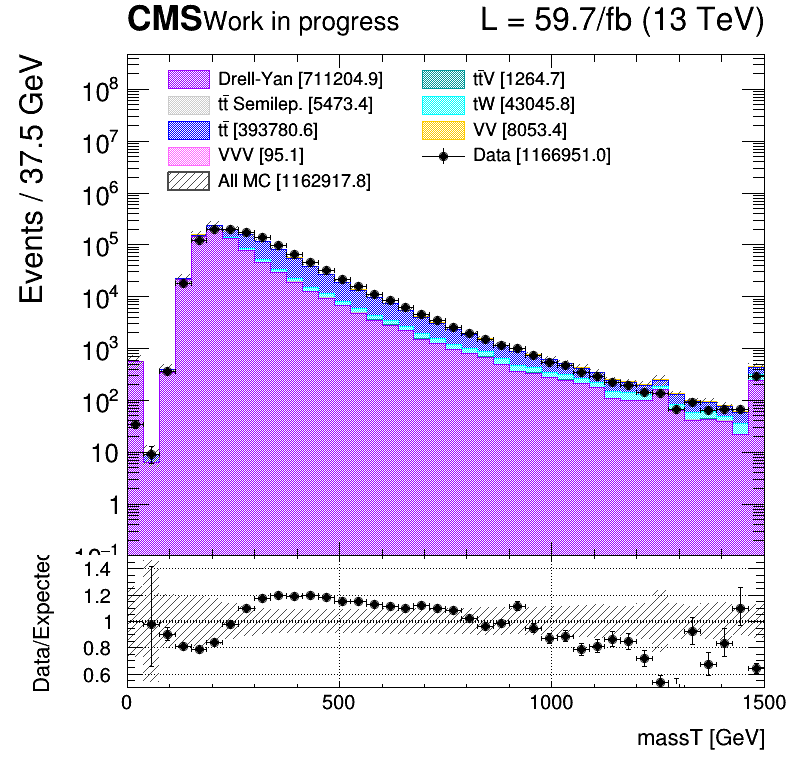 CMS Work in progress L = 59.7/fb (13 TeV)
Events / 37.5 GeV
Drell-Yan [711204.9]
tt̄V [1264.7]
tt̄ Semilep. [5473.4]
tW [43045.8]
tt̄ [393780.6]
VV [8053.4]
VVV [95.1]
Data [1166951.0]
All MC [1162917.8]
10⁸
10⁷
10⁶
10⁵
10⁴
10³
10²
10
1
10⁻¹
Data/Expected
1.4
1.2
1
0.8
0.6
0 500 1000 1500
massT [GeV]